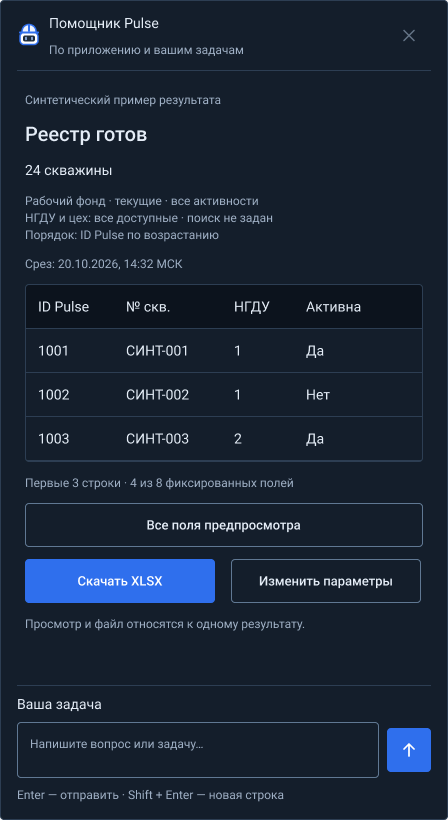 Помощник Pulse
По приложению и вашим задачам
Синтетический пример результата
Реестр готов
24 скважины
Рабочий фонд · текущие · все активности
НГДУ и цех: все доступные · поиск не задан
Порядок: ID Pulse по возрастанию
Срез: 20.10.2026, 14:32 МСК
ID Pulse № скв. НГДУ Активна
1001 СИНТ-001 1 Да
1002 СИНТ-002 1 Нет
1003 СИНТ-003 2 Да
Первые 3 строки · 4 из 8 фиксированных полей
Все поля предпросмотра
Скачать XLSX Изменить параметры
Просмотр и файл относятся к одному результату.
Ваша задача
Напишите вопрос или задачу…
Enter — отправить · Shift + Enter — новая строка